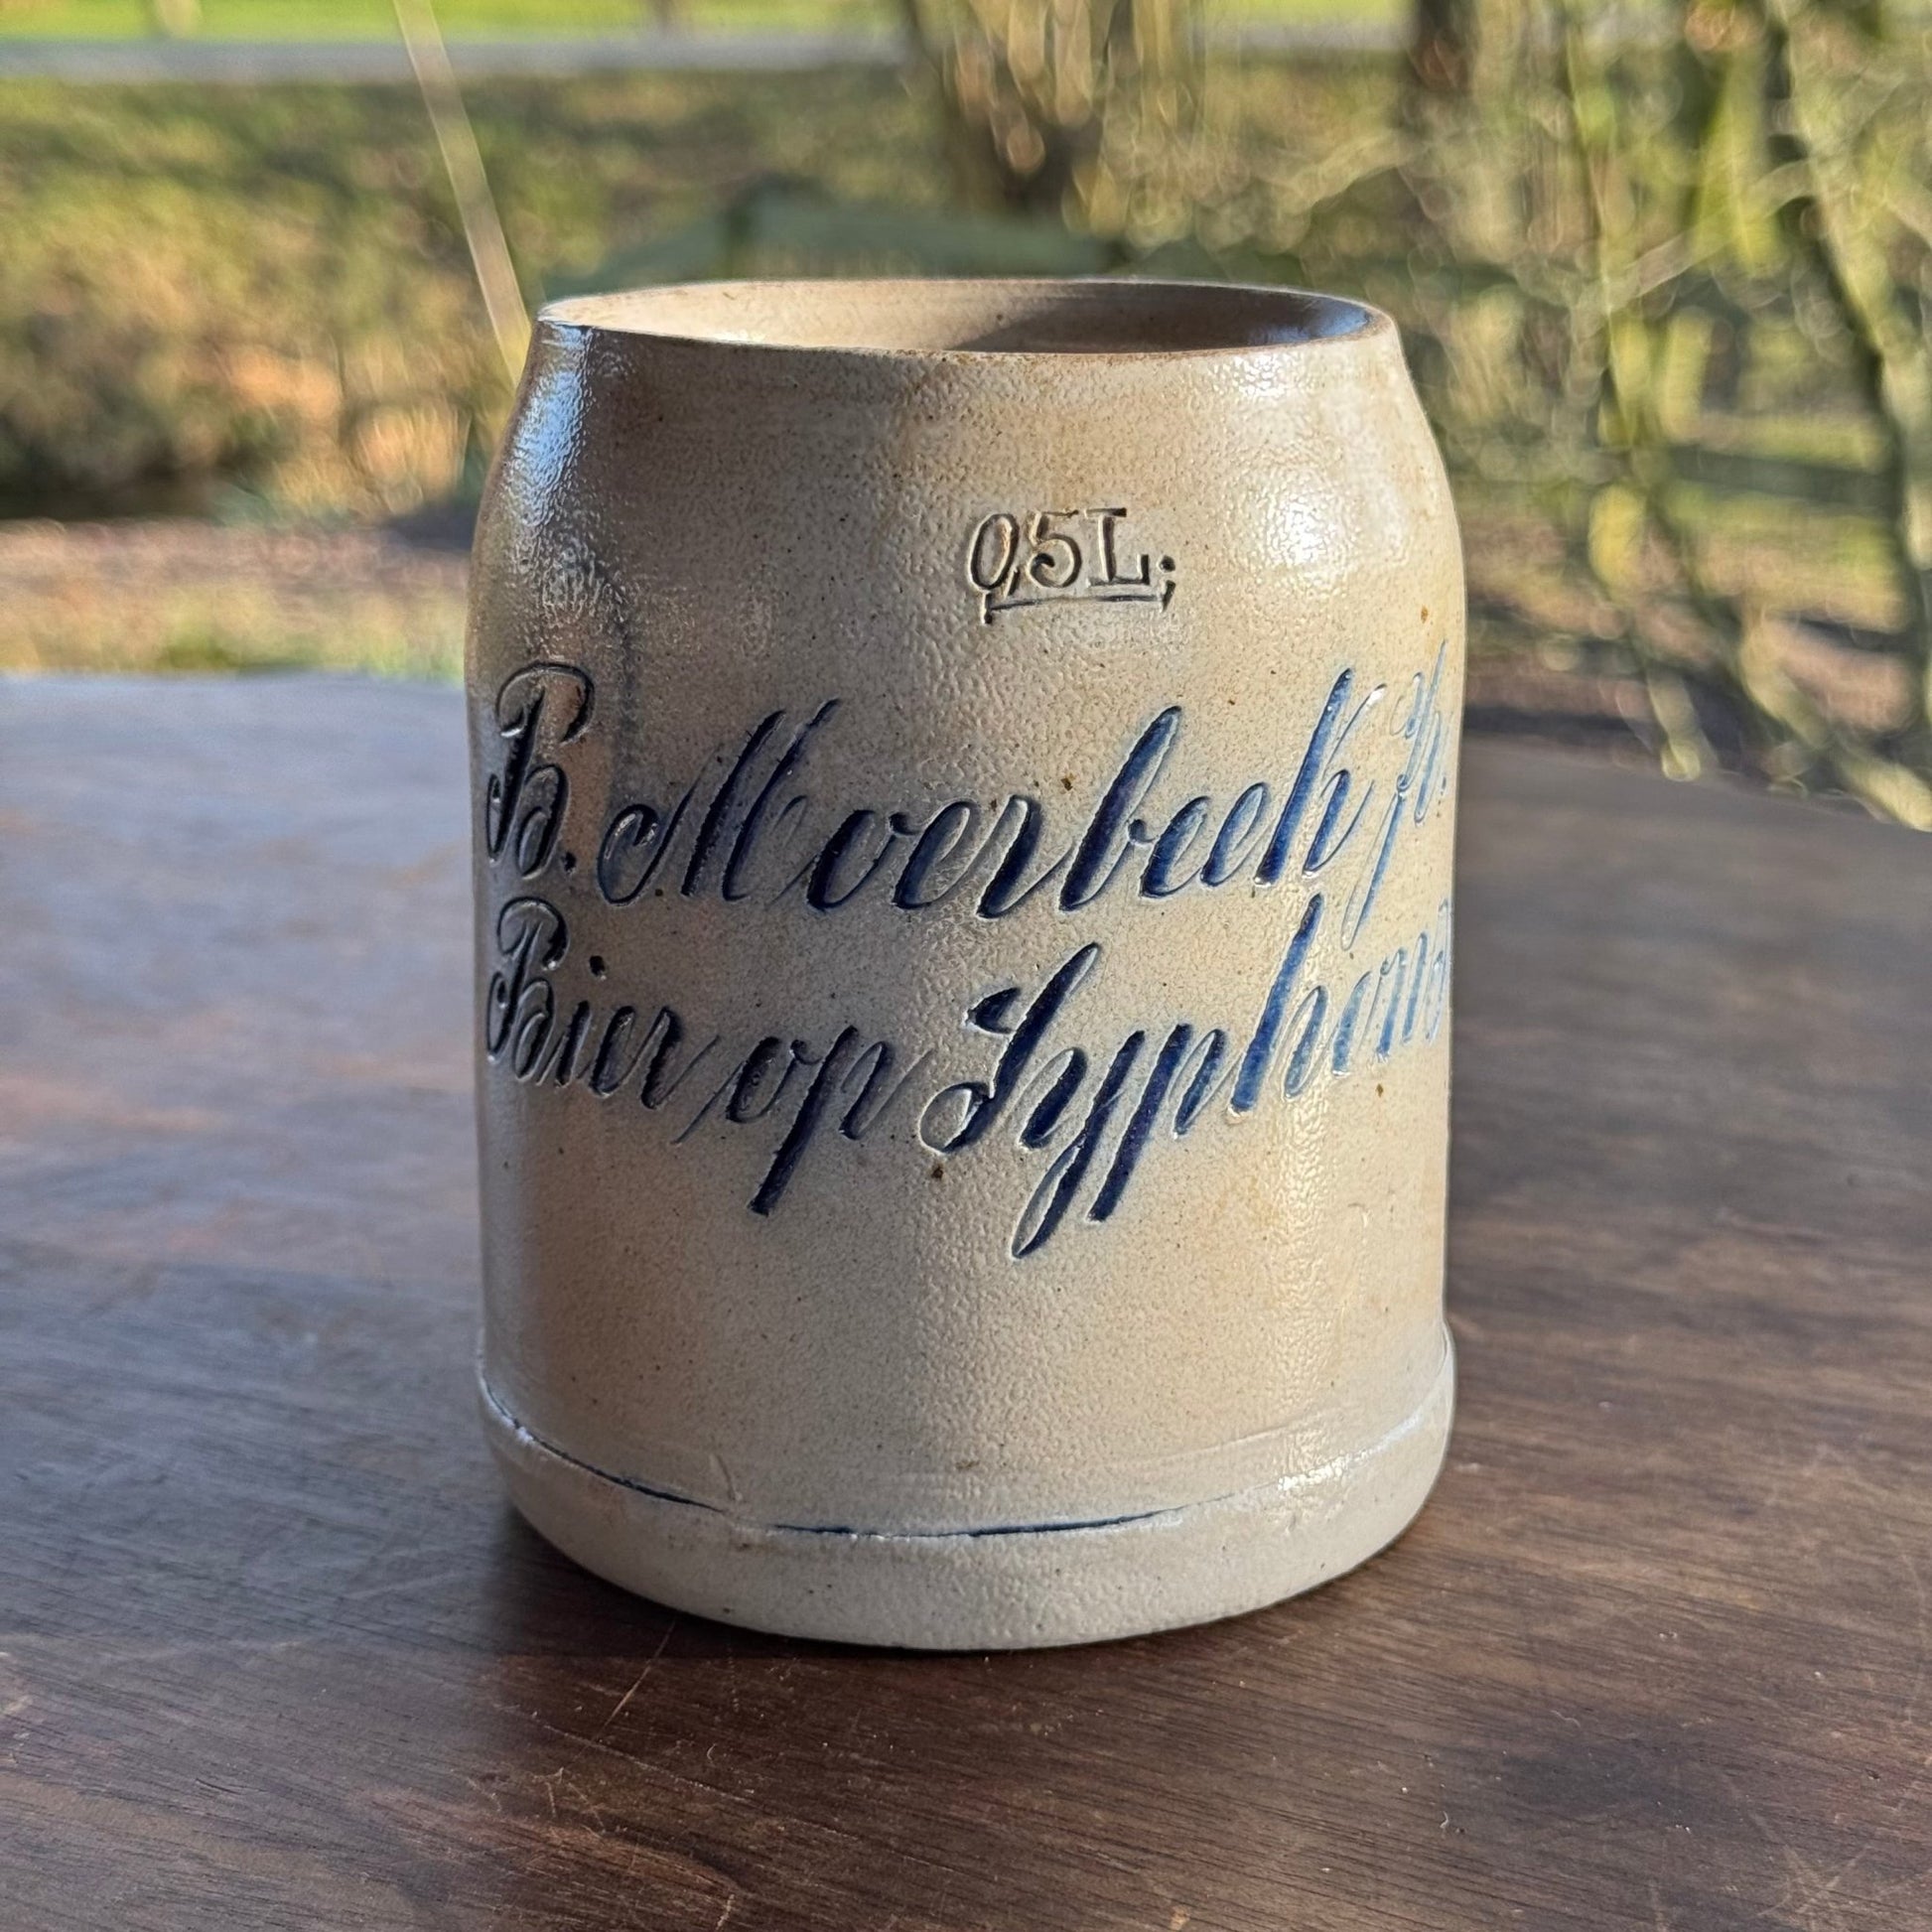 0,5L;
B. Moerbeek Jr.
Bier op Syphons